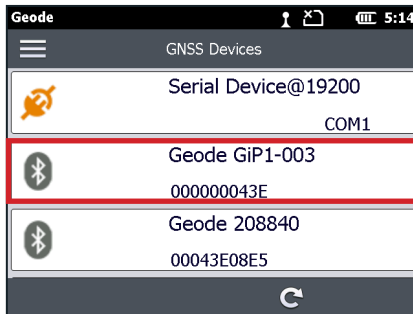 Geode 5:14
GNSS Devices
Serial Device@19200
COM1
Geode GiP1-003
000000043E
Geode 208840
00043E08E5